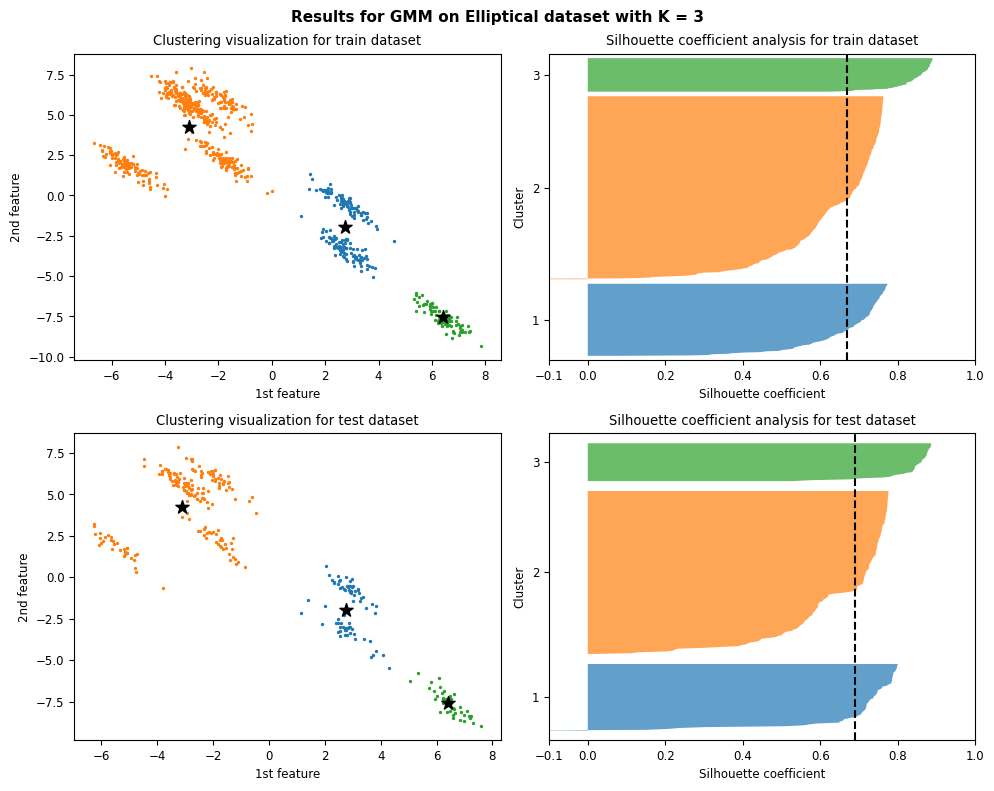 Results for GMM on Elliptical dataset with K = 3
Clustering visualization for train dataset
7.5
5.0
2.5
0.0
−2.5
−5.0
−7.5
−10.0
2nd feature
−6 −4 −2 0 2 4 6 8
1st feature
Silhouette coefficient analysis for train dataset
3
2
1
Cluster
−0.1 0.0 0.2 0.4 0.6 0.8 1.0
Silhouette coefficient
Clustering visualization for test dataset
7.5
5.0
2.5
0.0
−2.5
−5.0
−7.5
2nd feature
−6 −4 −2 0 2 4 6 8
1st feature
Silhouette coefficient analysis for test dataset
3
2
1
Cluster
−0.1 0.0 0.2 0.4 0.6 0.8 1.0
Silhouette coefficient